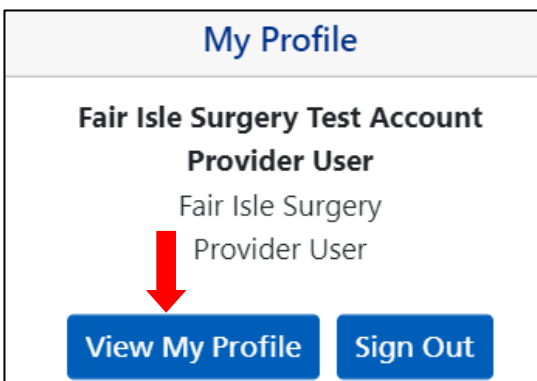 My Profile
Fair Isle Surgery Test Account
Provider User
Fair Isle Surgery
Provider User
View My Profile
Sign Out